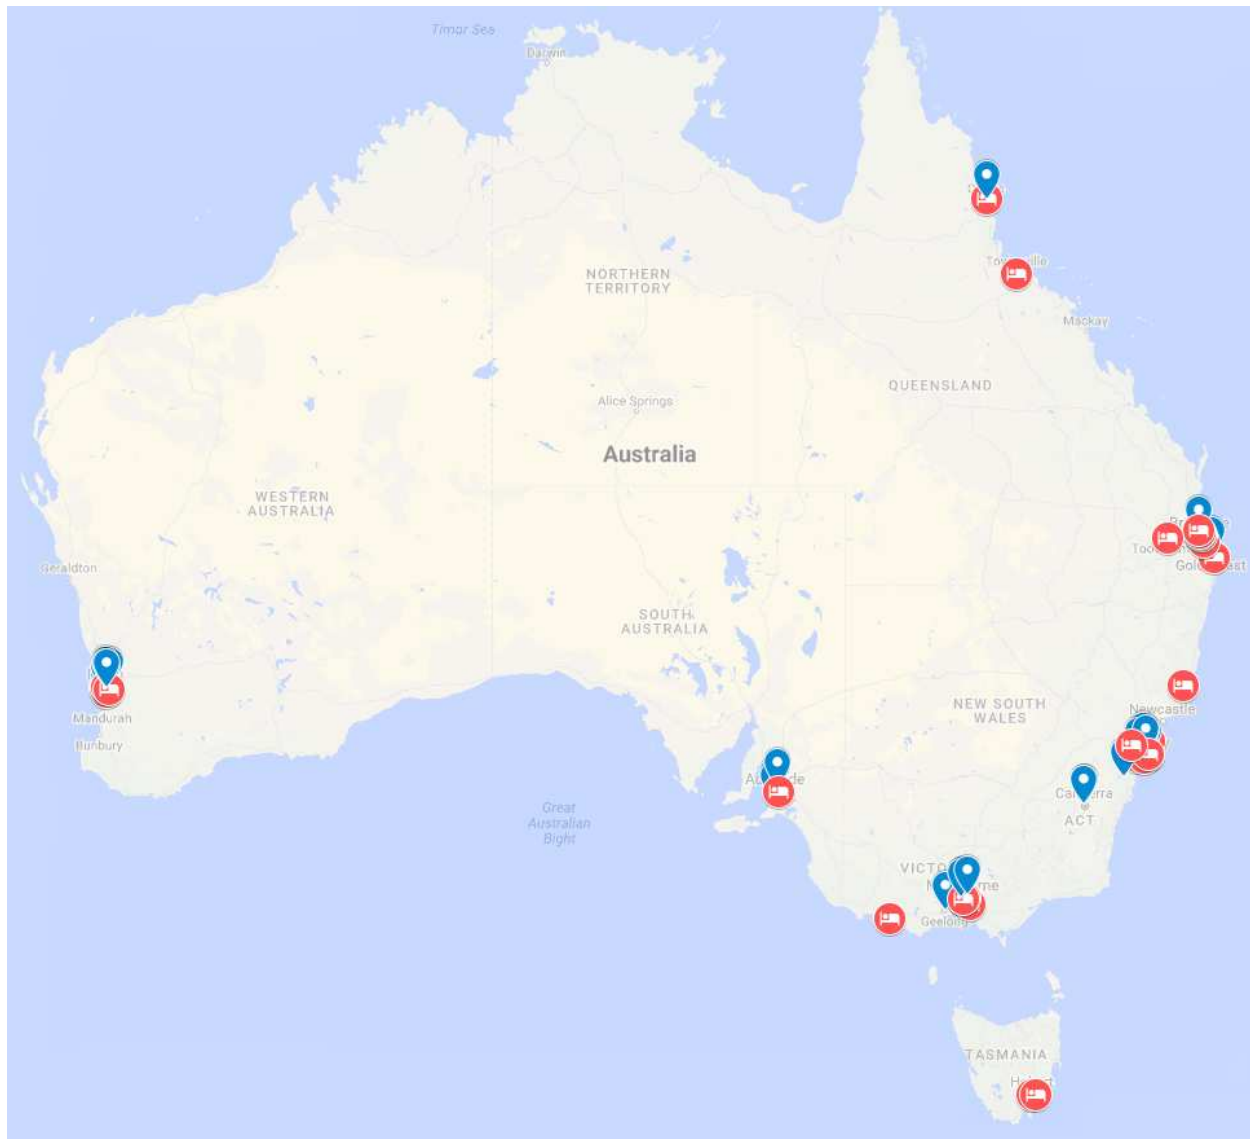 Timor Sea
Darwin
NORTHERN
TERRITORY
Mackay
QUEENSLAND
Alice Springs
Australia
WESTERN
AUSTRALIA
Geraldton
SOUTH
AUSTRALIA
NEW SOUTH
WALES
Newcastle
Mandurah
Bunbury
Great
Australian
Bight
ACT
Geelong
TASMANIA